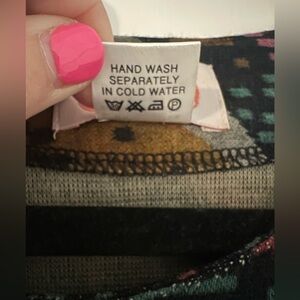 HAND WASH
SEPARATELY
IN COLD WATER